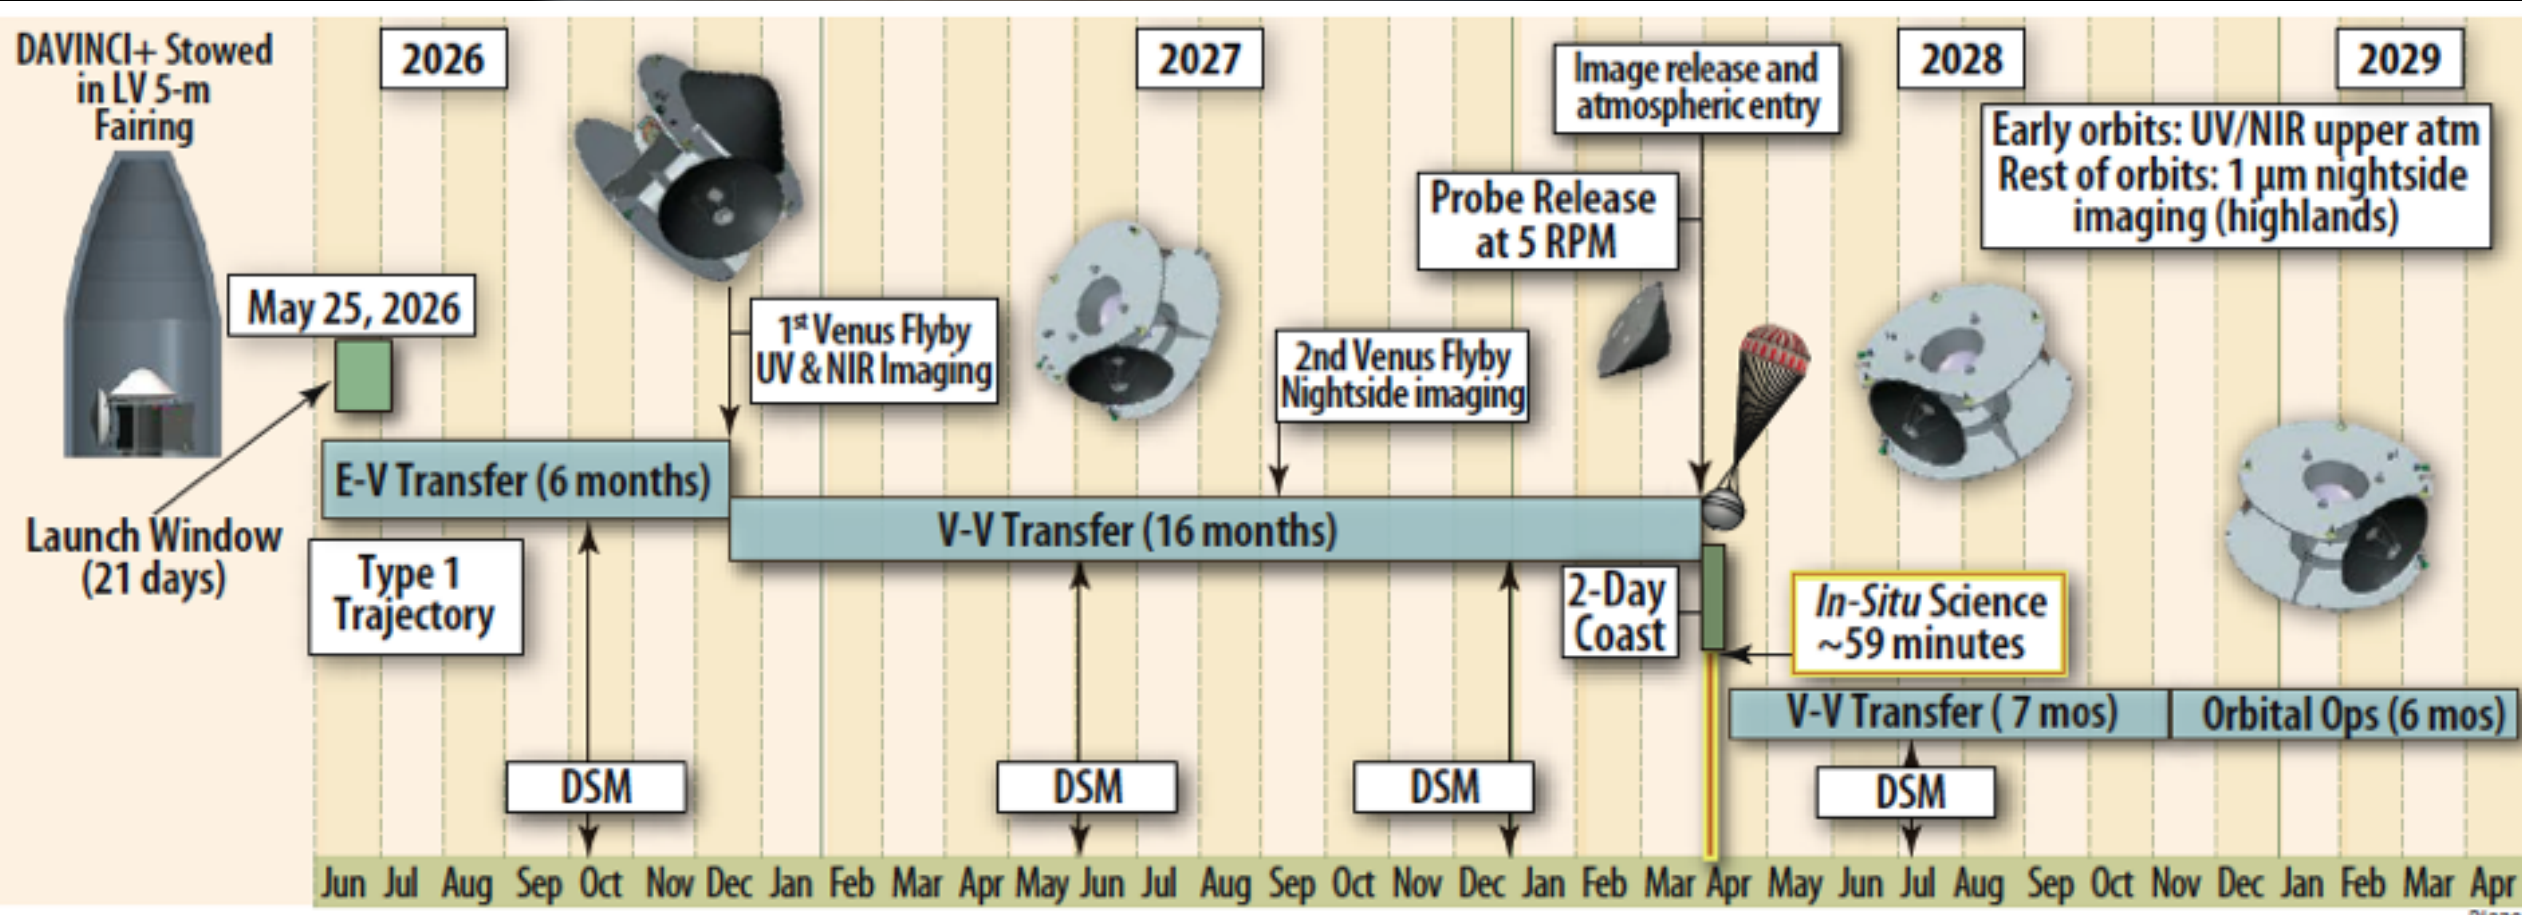 DAVINCI+ Stowed
in LV 5-m
Fairing
2026
2027
Image release and
atmospheric entry
2028
2029
Early orbits: UV/NIR upper atm
Rest of orbits: 1 µm nightside
imaging (highlands)
Probe Release
at 5 RPM
May 25, 2026
1st Venus Flyby
UV & NIR Imaging
2nd Venus Flyby
Nightside imaging
E-V Transfer (6 months)
V-V Transfer (16 months)
Launch Window
(21 days)
Type 1
Trajectory
2-Day
Coast
In-Situ Science
~59 minutes
V-V Transfer ( 7 mos)
Orbital Ops (6 mos)
DSM
DSM
DSM
DSM
Jun Jul Aug Sep Oct Nov Dec Jan Feb Mar Apr May Jun Jul Aug Sep Oct Nov Dec Jan Feb Mar Apr May Jun Jul Aug Sep Oct Nov Dec Jan Feb Mar Apr